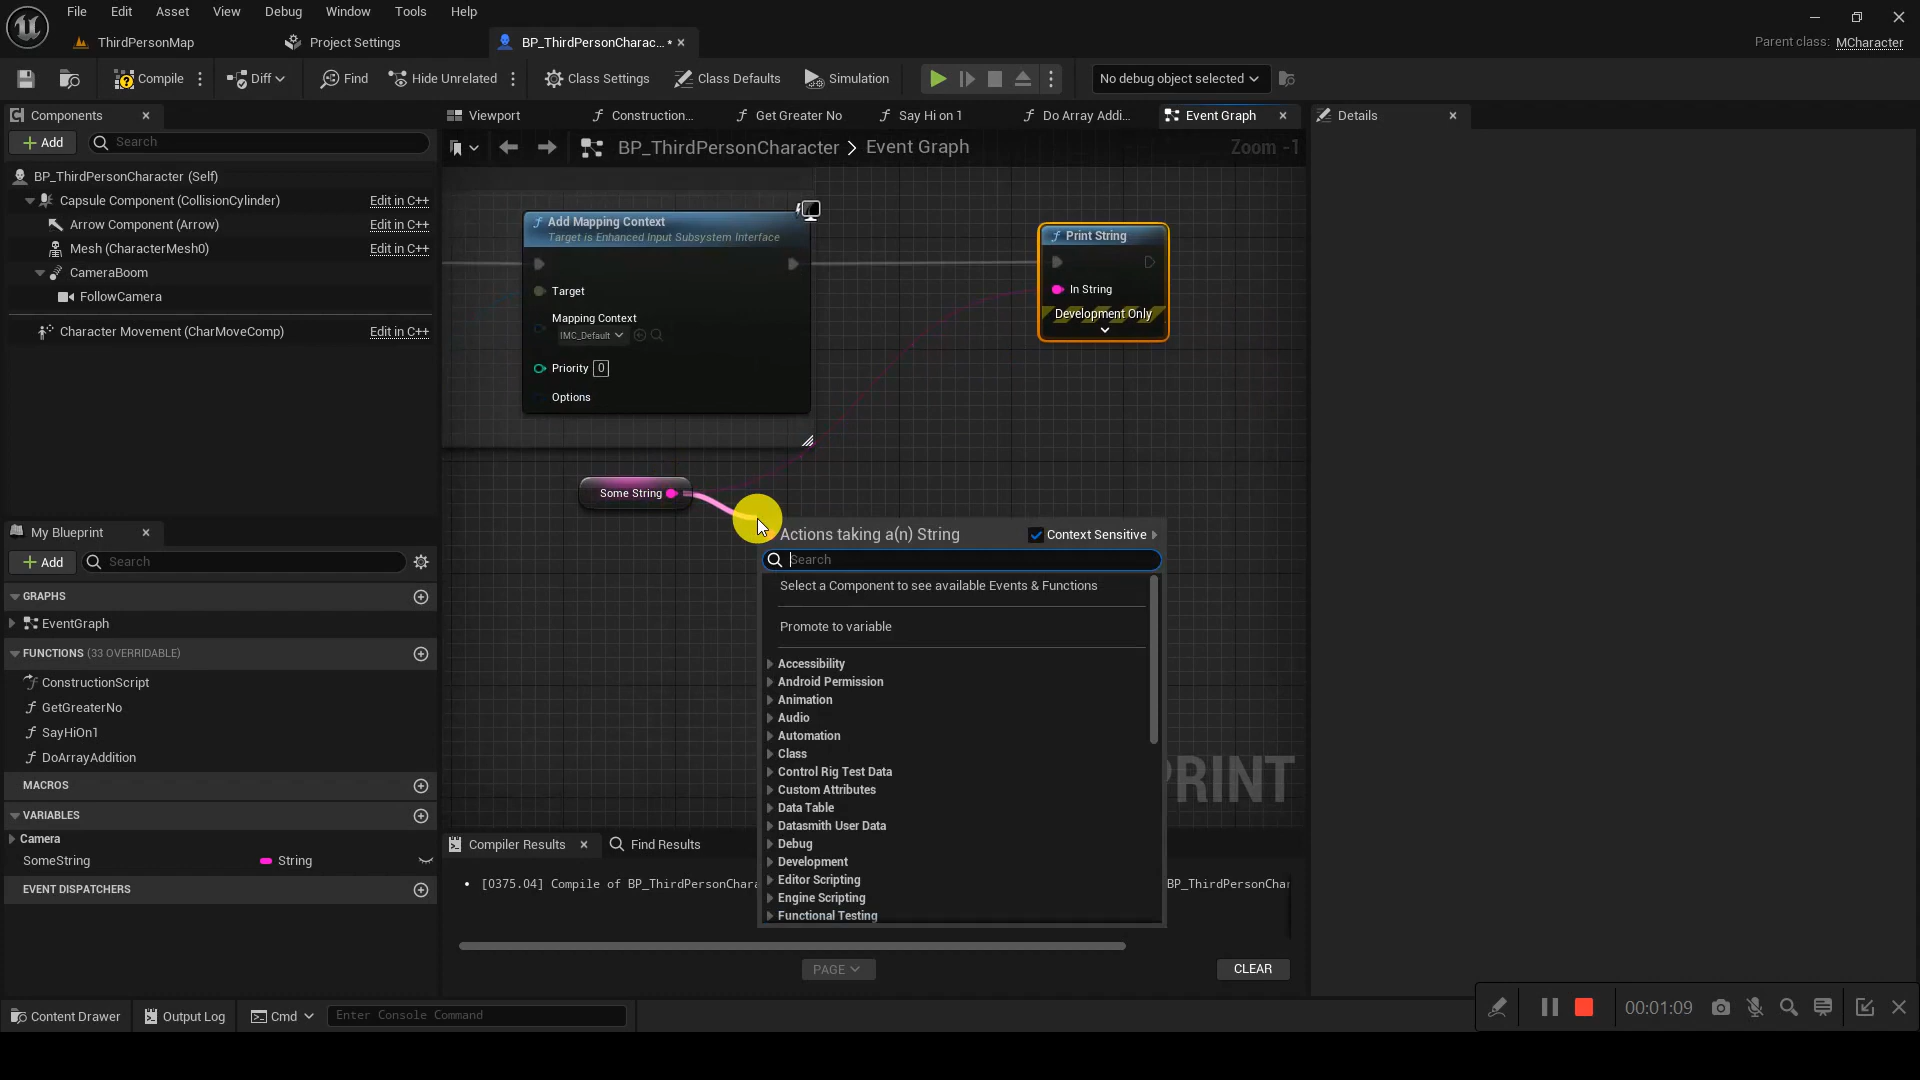 File Edit Asset View Debug Window Tools Help
ThirdPersonMap Project Settings BP_ThirdPersonCharac... • Parent class: MCharacter
Compile Diff Find Hide Unrelated Class Settings Class Defaults Simulation No debug object selected
Components
Add Search
BP_ThirdPersonCharacter (Self)
Capsule Component (CollisionCylinder) Edit in C++
Arrow Component (Arrow) Edit in C++
Mesh (CharacterMesh0) Edit in C++
CameraBoom
FollowCamera
Character Movement (CharMoveComp) Edit in C++
My Blueprint
Add Search
GRAPHS
EventGraph
FUNCTIONS (33 OVERRIDABLE)
ConstructionScript
GetGreaterNo
SayHiOn1
DoArrayAddition
MACROS
VARIABLES
Camera
SomeString String
EVENT DISPATCHERS
Viewport Construction... Get Greater No Say Hi on 1 Do Array Addi... Event Graph
BP_ThirdPersonCharacter > Event Graph Zoom -1
Add Mapping Context
Target is Enhanced Input Subsystem Interface
Target
Mapping Context
IMC_Default
Priority 0
Options
Print String
In String
Development Only
Some String
Actions taking a(n) String Context Sensitive
Search
Select a Component to see available Events & Functions
Promote to variable
Accessibility
Android Permission
Animation
Audio
Automation
Class
Control Rig Test Data
Custom Attributes
Data Table
Datasmith User Data
Debug
Development
Editor Scripting
Engine Scripting
Functional Testing
PRINT
Compiler Results Find Results
• [0375.04] Compile of BP_ThirdPersonChara BP_ThirdPersonChar
PAGE CLEAR
Details
Content Drawer Output Log Cmd Enter Console Command
00:01:09